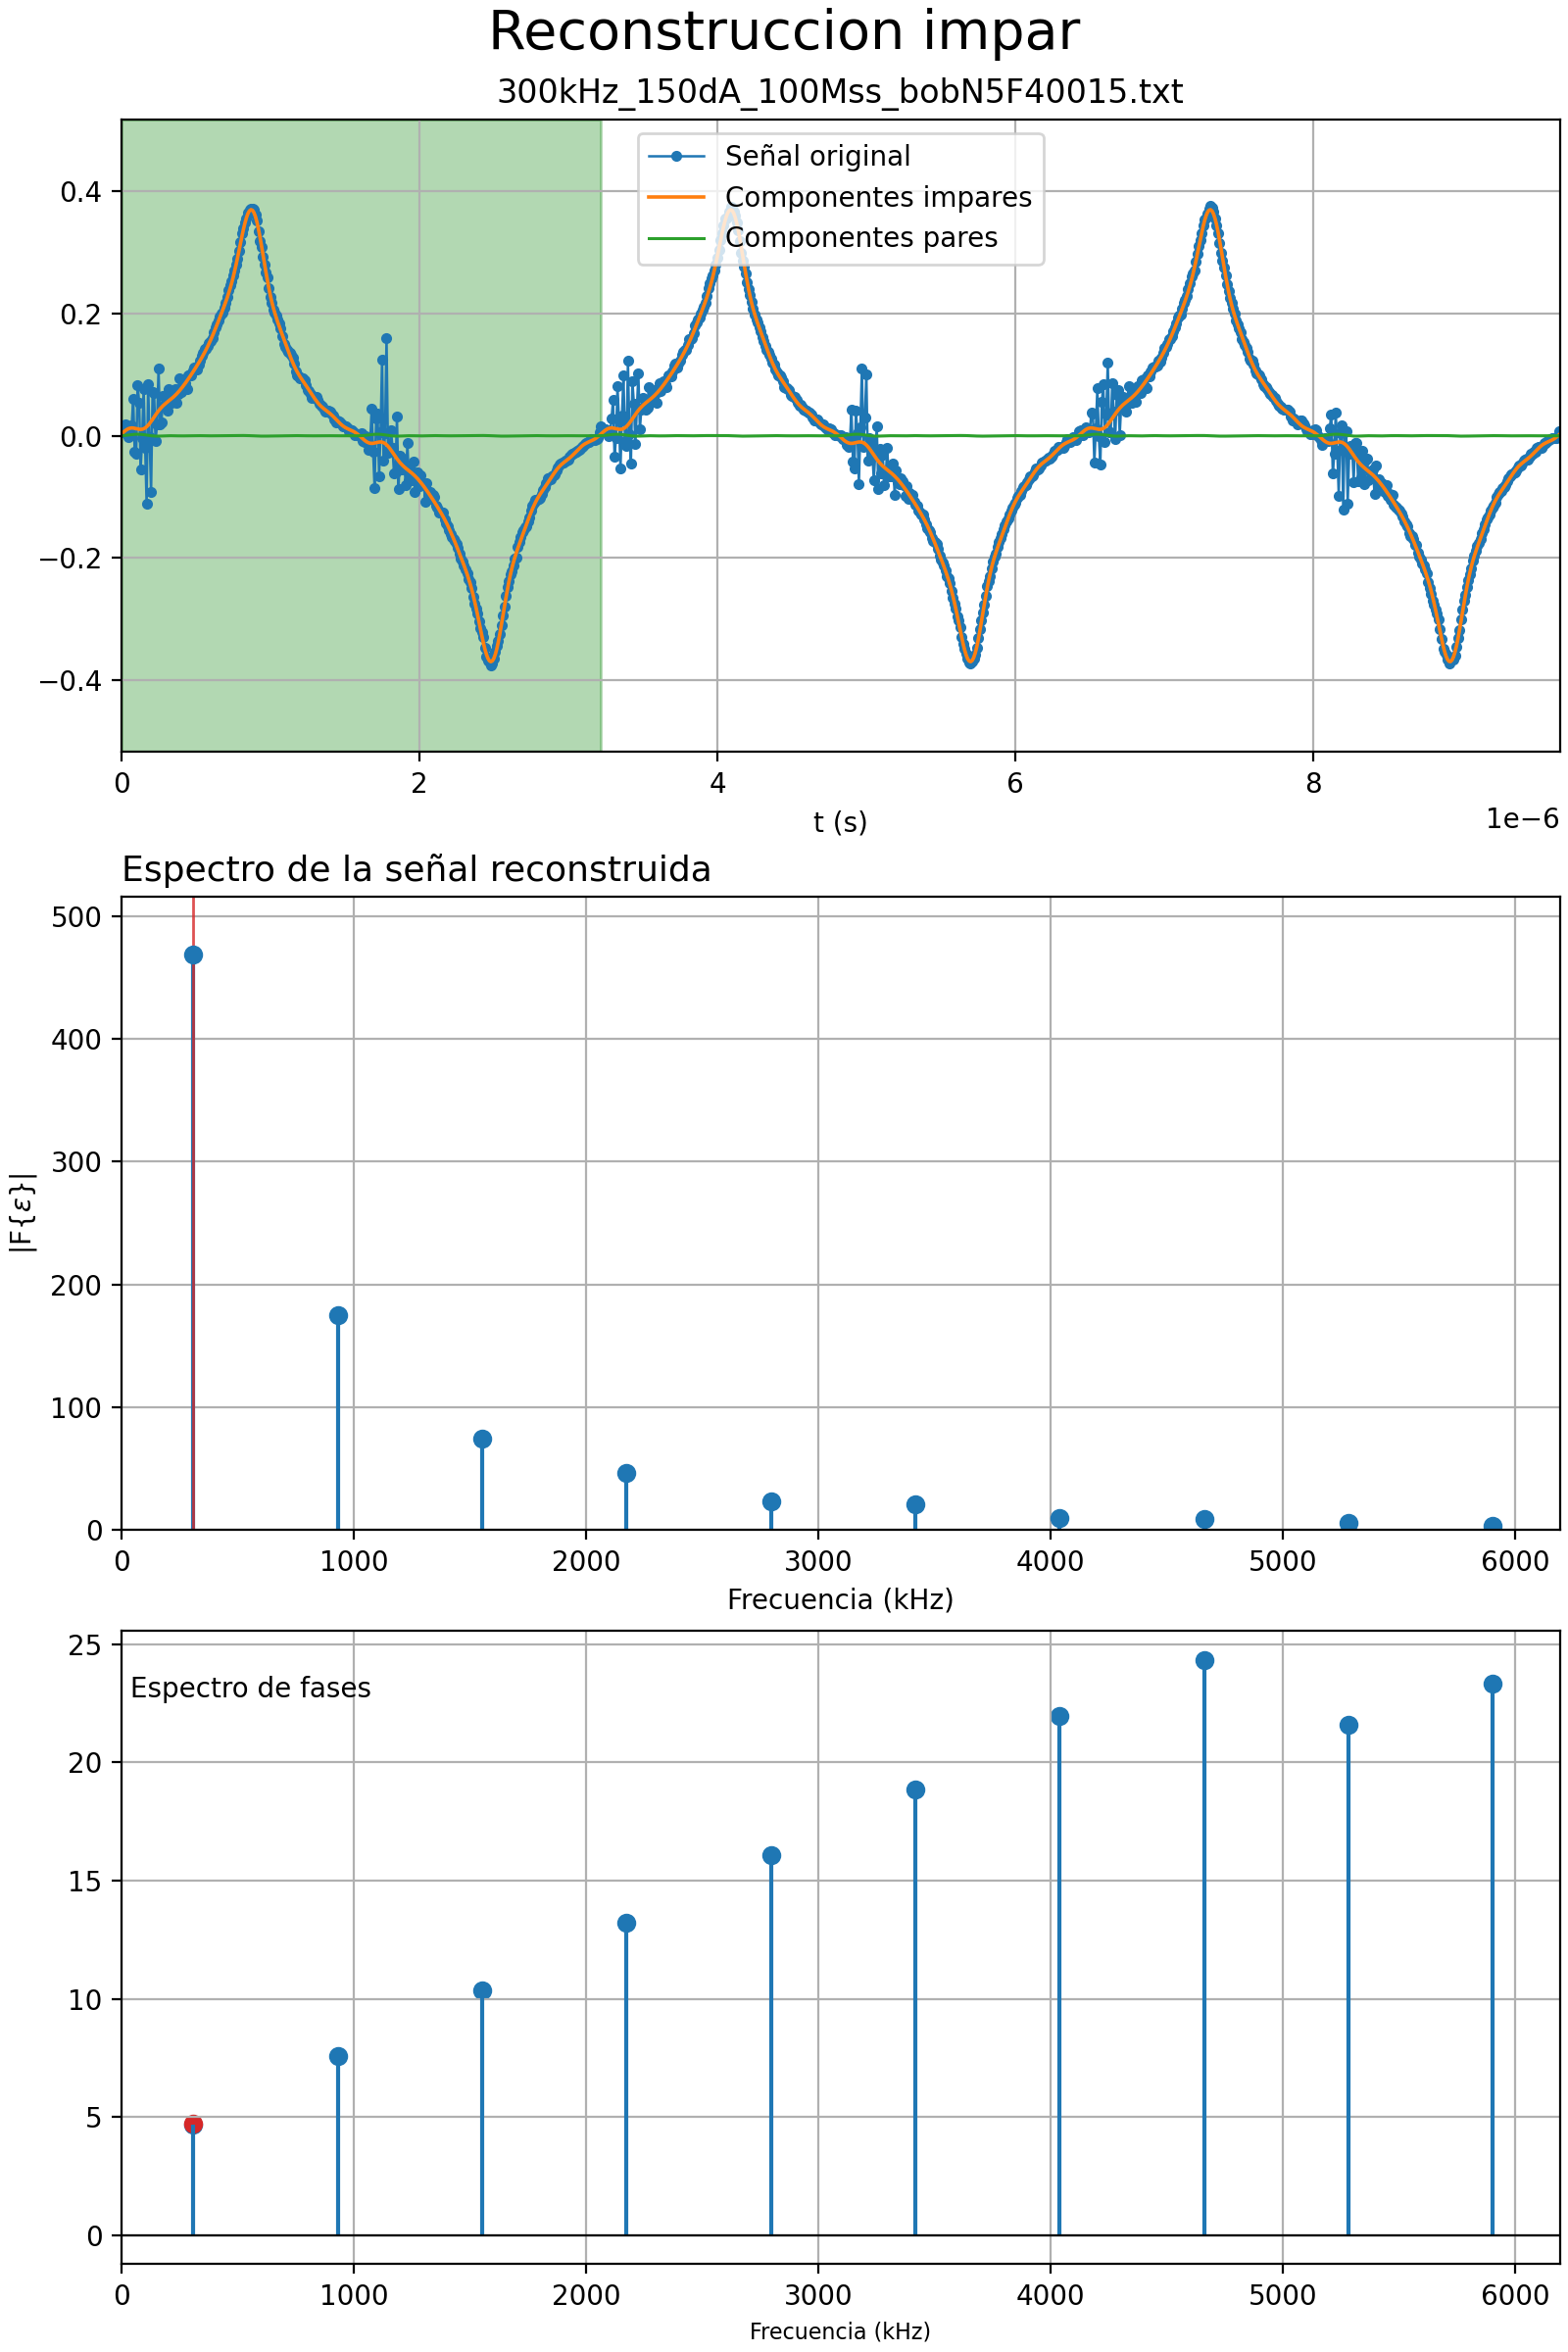 Reconstruccion impar
300kHz_150dA_100Mss_bobN5F40015.txt
Señal original
Componentes impares
Componentes pares
0.4
0.2
0.0
−0.2
−0.4
0 2 4 6 8
t (s)
1e−6
Espectro de la señal reconstruida
500
400
300
200
100
0
|F{ε}|
0 1000 2000 3000 4000 5000 6000
Frecuencia (kHz)
25
Espectro de fases
20
15
10
5
0
0 1000 2000 3000 4000 5000 6000
Frecuencia (kHz)